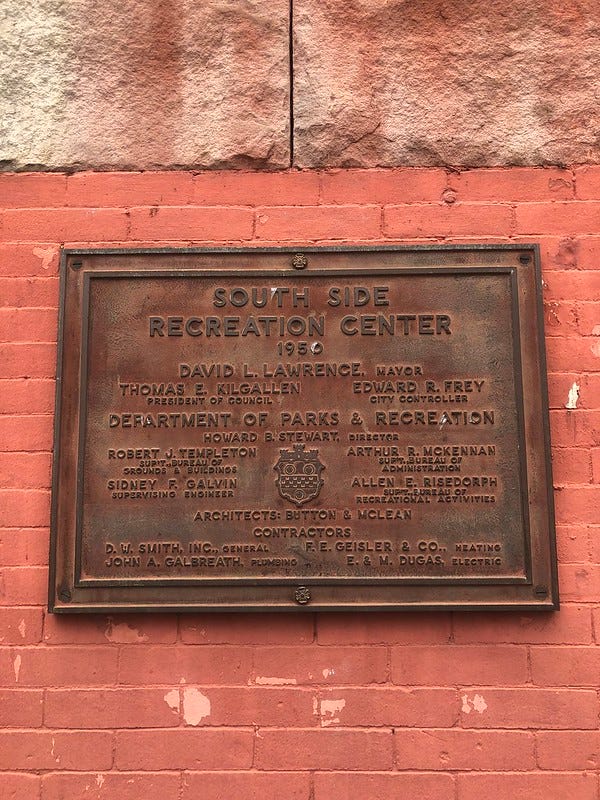 SOUTH SIDE
RECREATION CENTER
1950
DAVID L. LAWRENCE, MAYOR
THOMAS E. KILGALLEN EDWARD R. FREY
PRESIDENT OF COUNCIL CITY CONTROLLER
DEPARTMENT OF PARKS & RECREATION
HOWARD B. STEWART, DIRECTOR
ROBERT J. TEMPLETON ARTHUR R. MCKENNAN
SUPT. BUREAU OF SUPT. BUREAU OF
GROUNDS & BUILDINGS ADMINISTRATION
SIDNEY F. GALVIN ALLEN E. RISEDORPH
SUPERVISING ENGINEER SUPT. BUREAU OF
RECREATIONAL ACTIVITIES
ARCHITECTS: BUTTON & MCLEAN
CONTRACTORS
D. W. SMITH, INC., GENERAL F. E. GEISLER & CO., HEATING
JOHN A. GALBREATH, PLUMBING E. & M. DUGAS, ELECTRIC